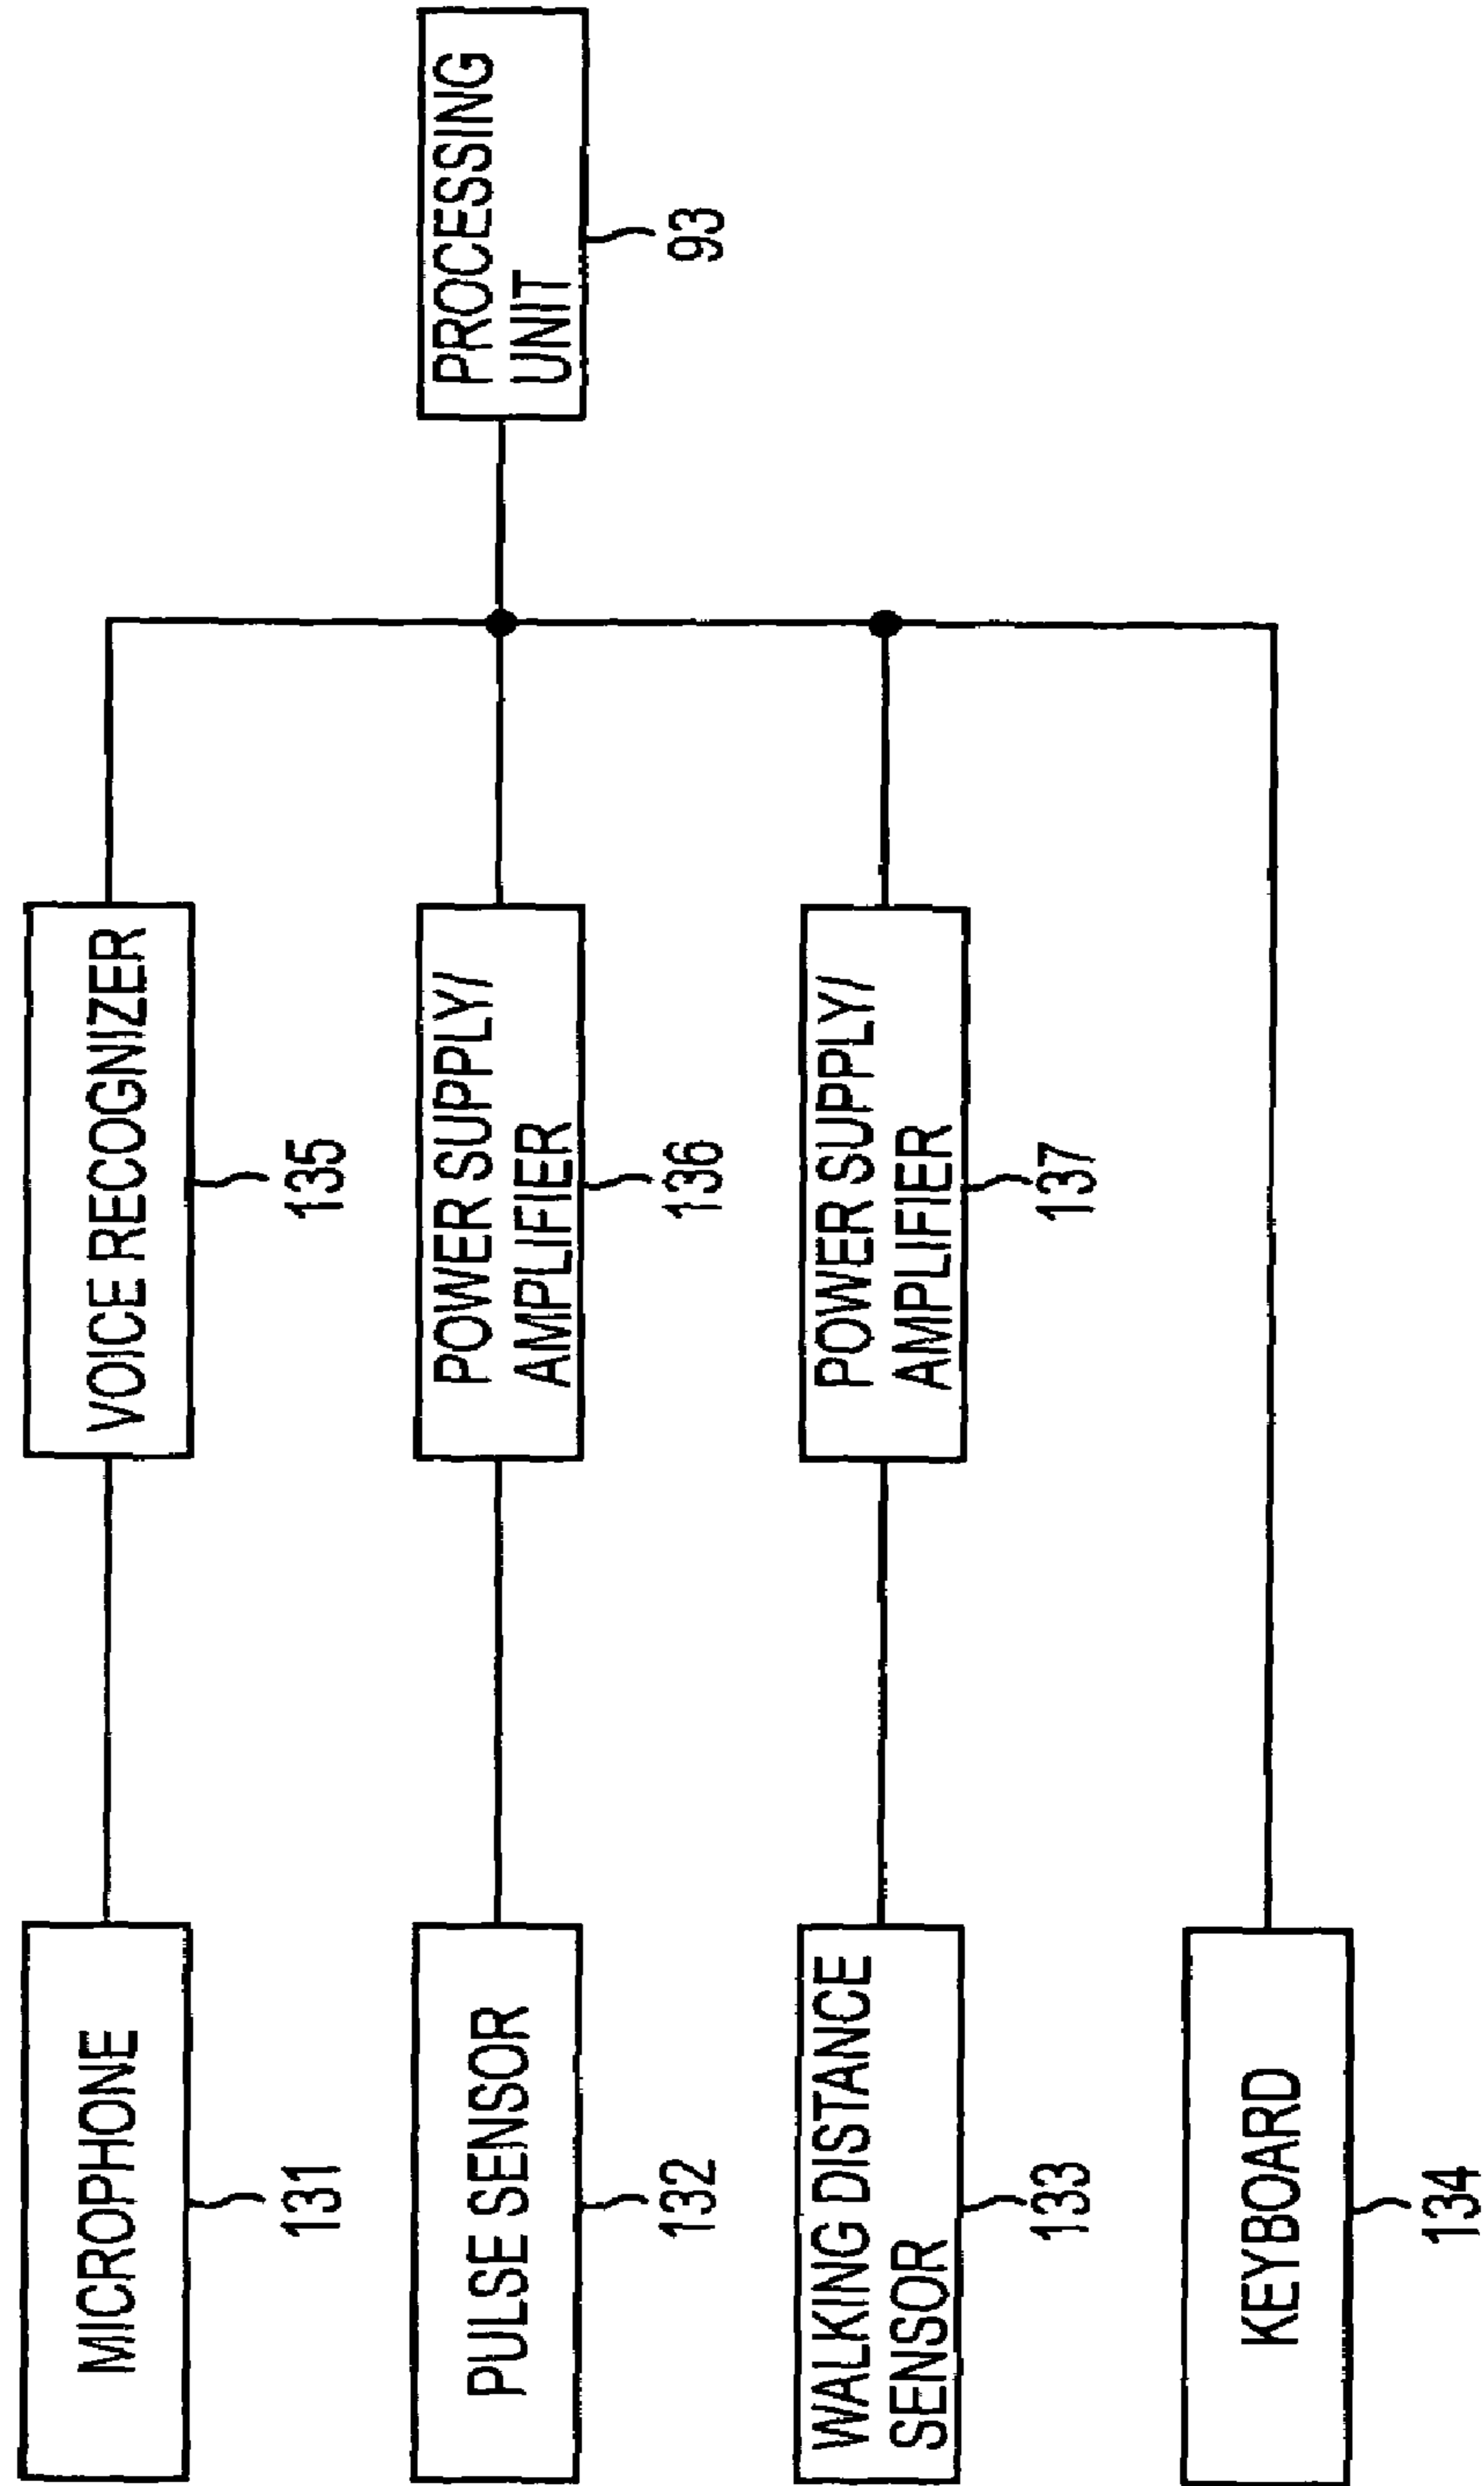 MICROPHONE
131
VOICE RECOGNIZER
135
PULSE SENSOR
132
POWER SUPPLY/
AMPLIFIER
136
PROCESSING
UNIT
93
WALKING DISTANCE
SENSOR
133
POWER SUPPLY/
AMPLIFIER
137
KEYBOARD
134